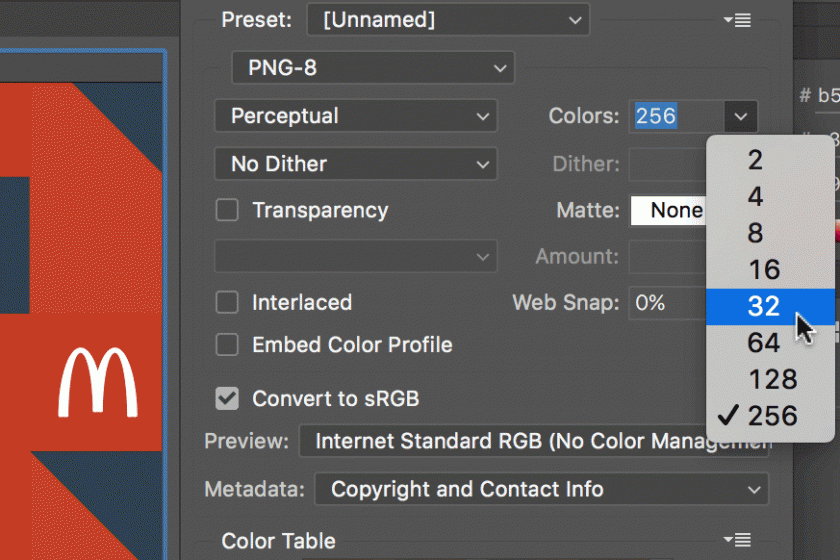 Preset: [Unnamed]
PNG-8
Perceptual Colors: 256
No Dither Dither:
Transparency Matte: None
Amount:
Interlaced Web Snap: 0%
Embed Color Profile
Convert to sRGB
Preview: Internet Standard RGB (No Color Managemen
Metadata: Copyright and Contact Info
Color Table
2
4
8
16
32
64
128
256
# b5